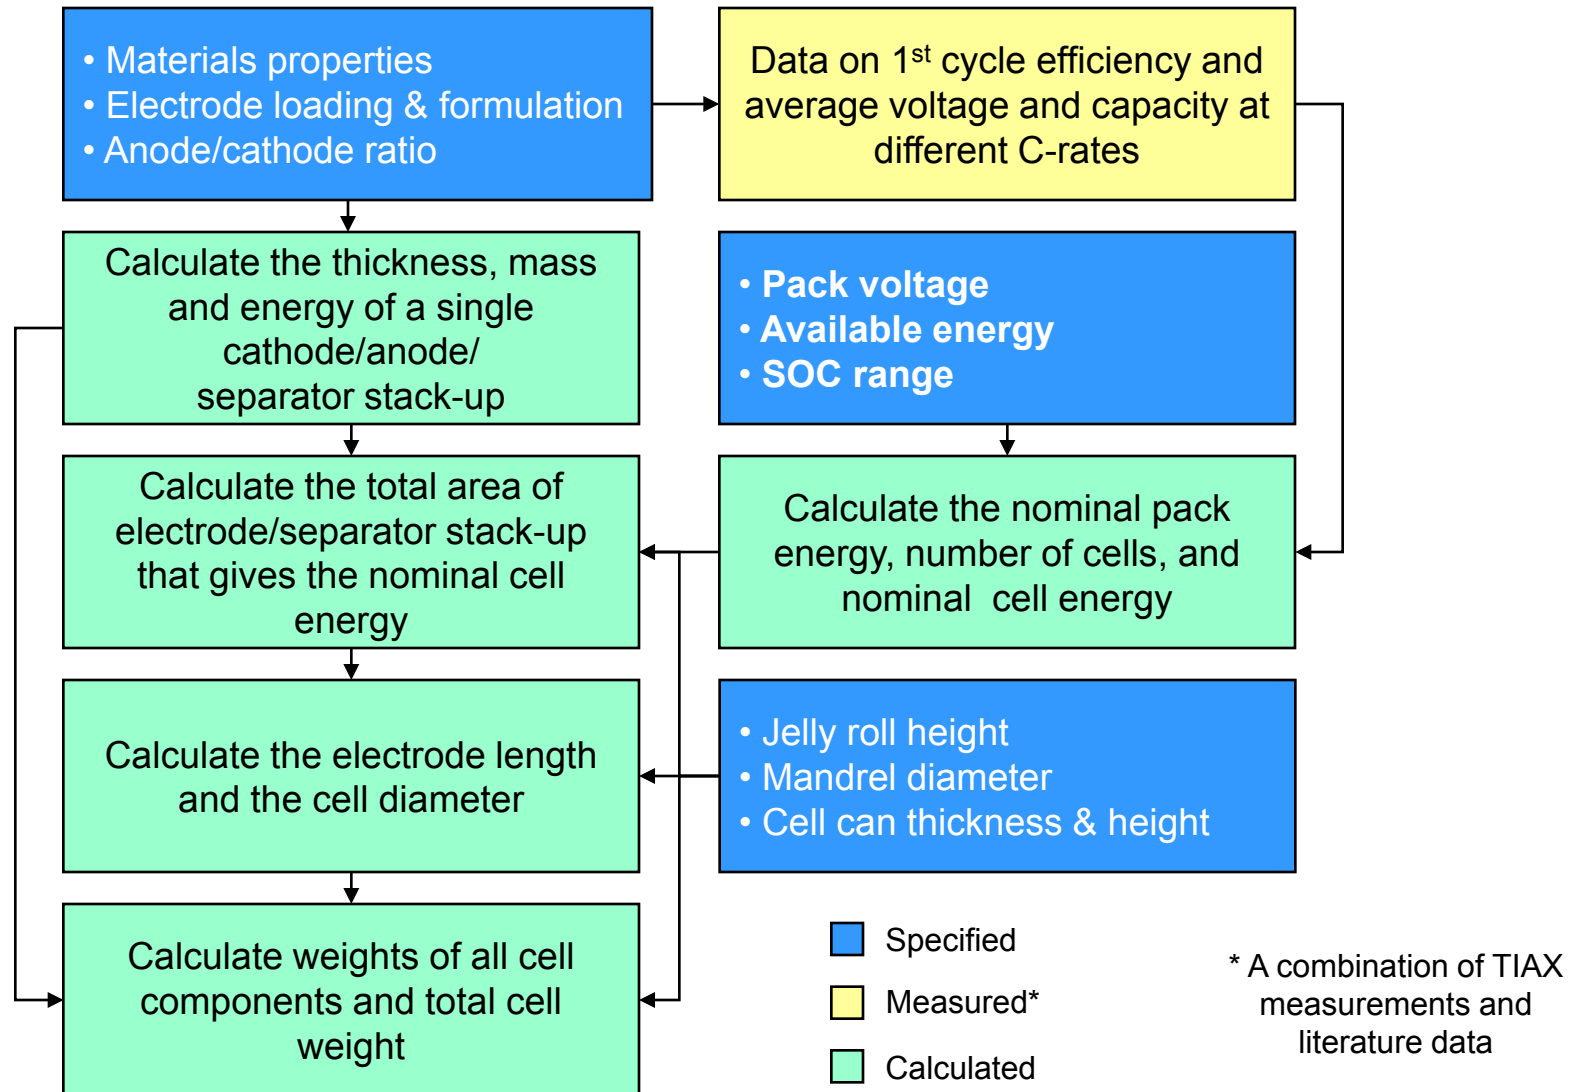 • Materials properties
• Electrode loading & formulation
• Anode/cathode ratio
Data on 1st cycle efficiency and
average voltage and capacity at
different C-rates
Calculate the thickness, mass
and energy of a single
cathode/anode/
separator stack-up
• Pack voltage
• Available energy
• SOC range
Calculate the total area of
electrode/separator stack-up
that gives the nominal cell
energy
Calculate the nominal pack
energy, number of cells, and
nominal cell energy
Calculate the electrode length
and the cell diameter
• Jelly roll height
• Mandrel diameter
• Cell can thickness & height
Calculate weights of all cell
components and total cell
weight
Specified
Measured*
Calculated
* A combination of TIAX
measurements and
literature data